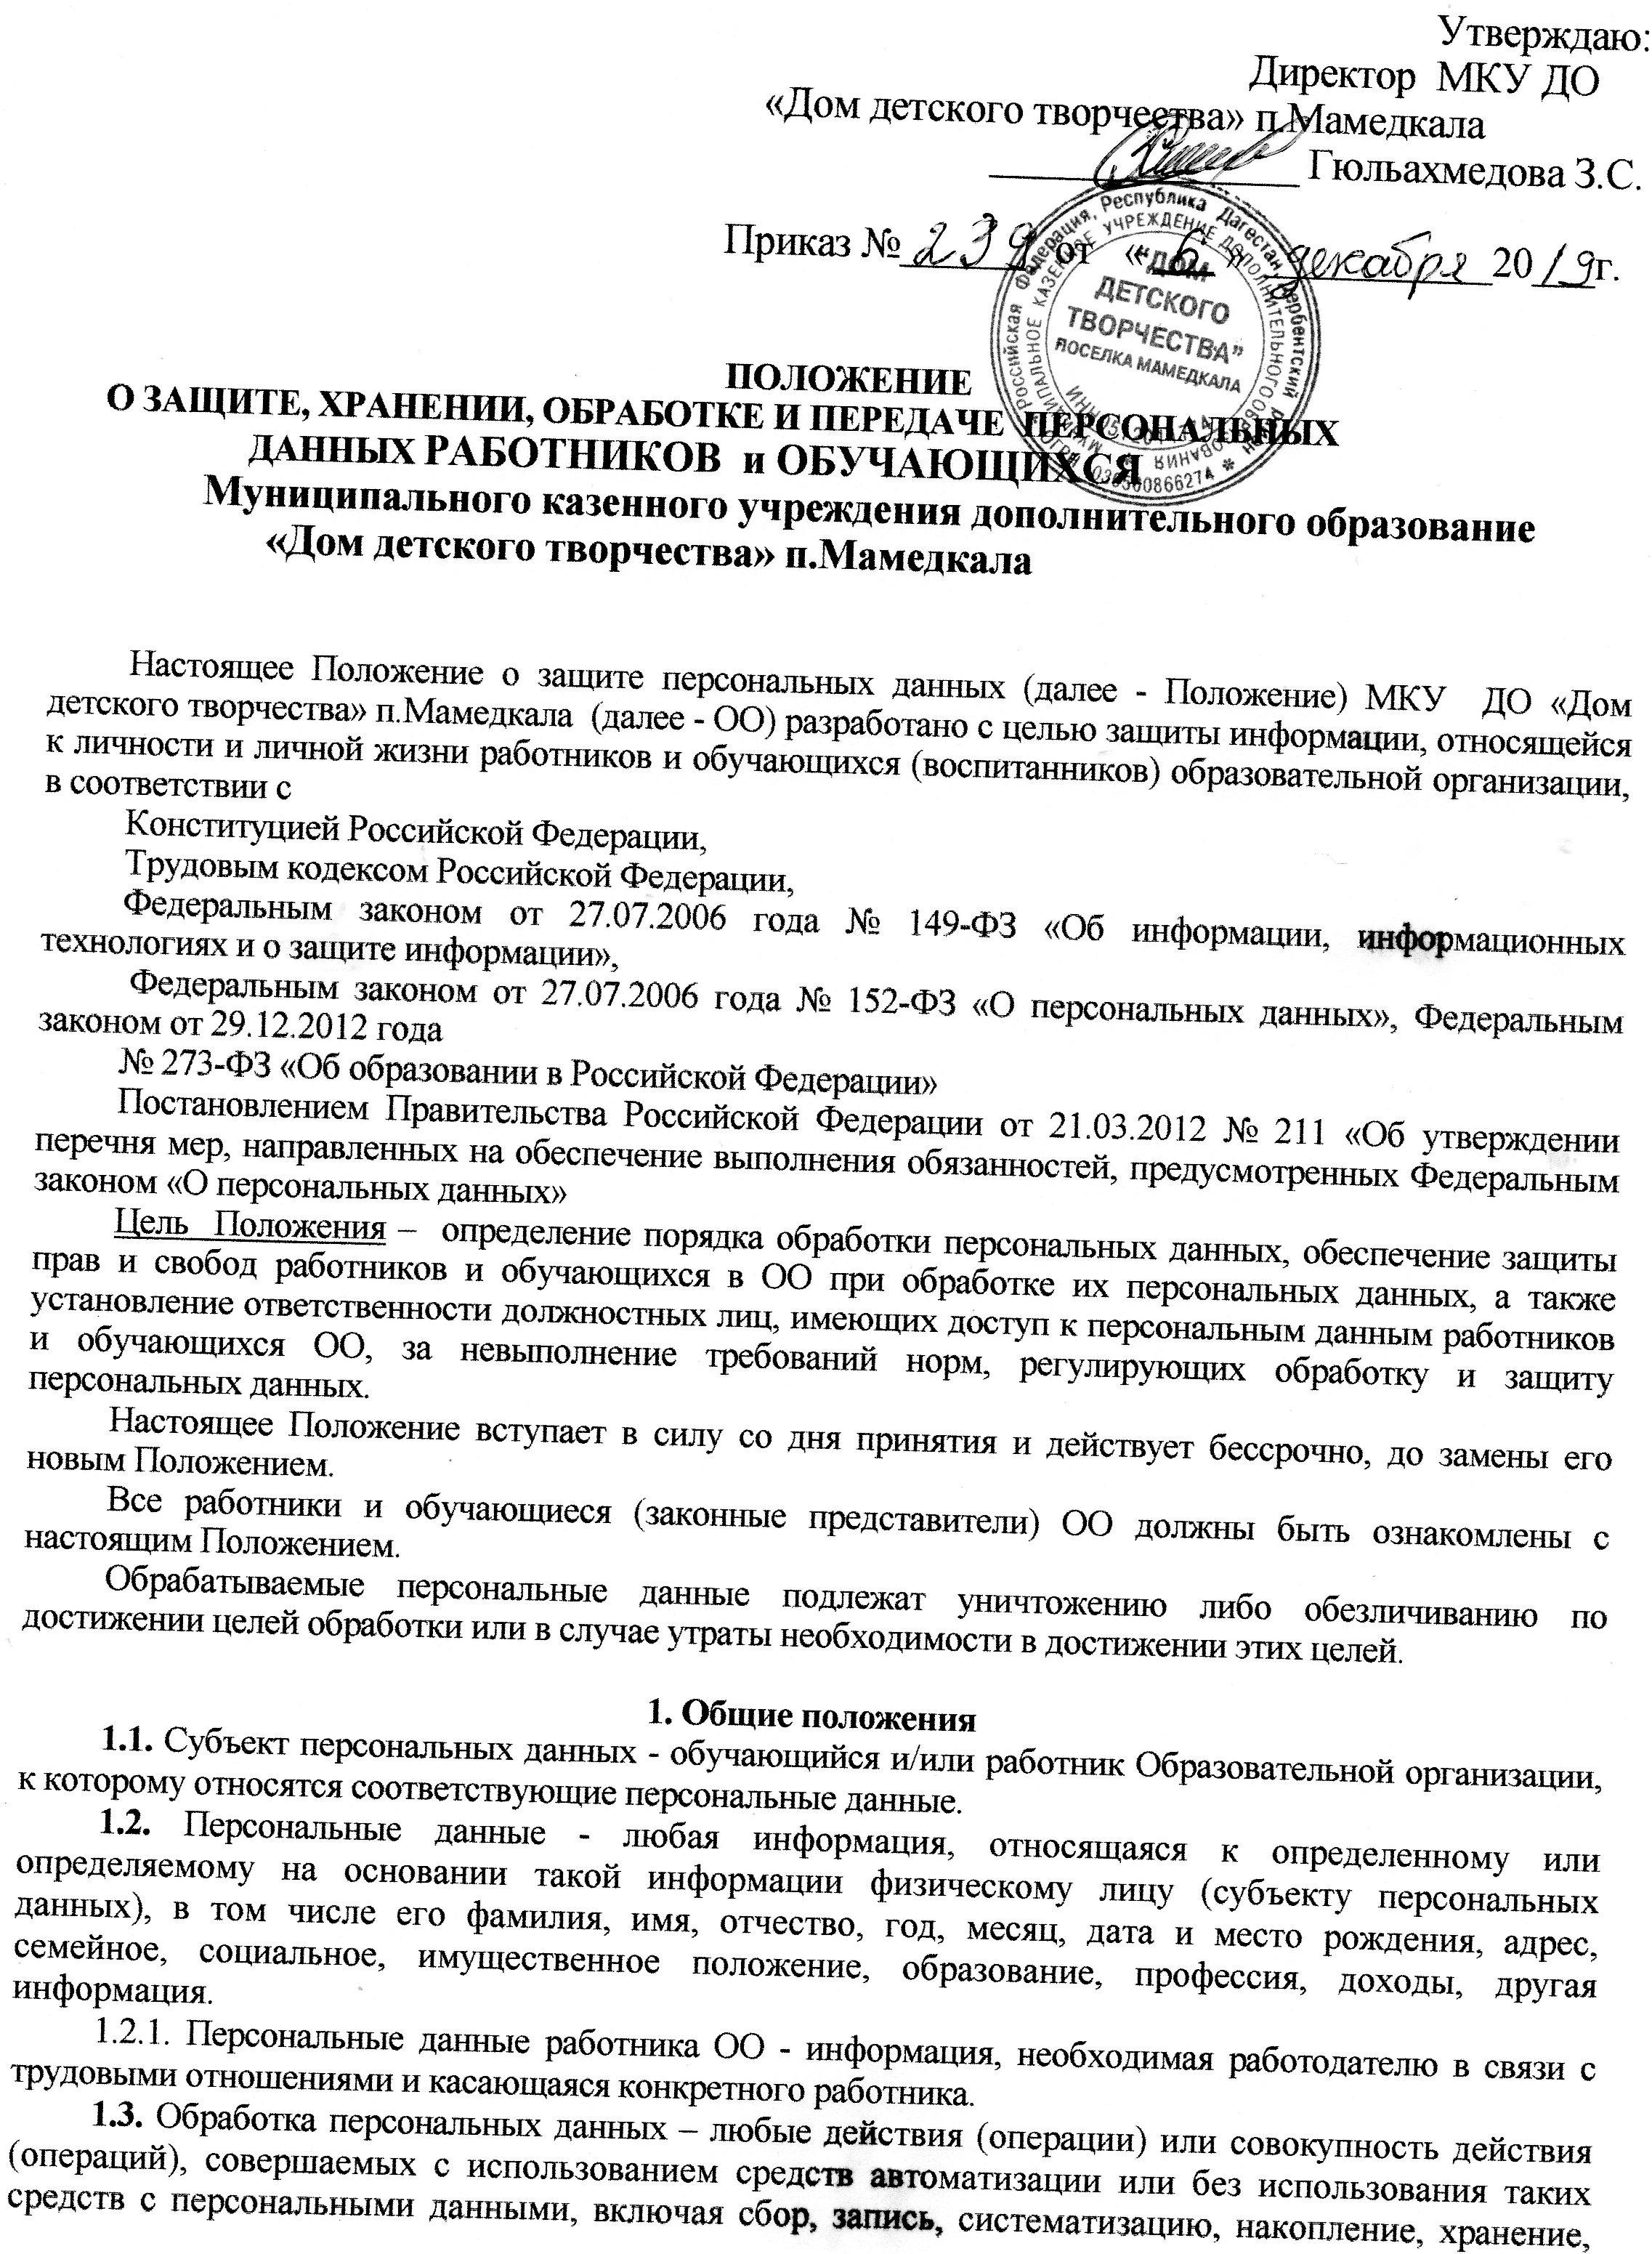 Утверждаю:
Директор МКУ ДО
«Дом детского творчества» п.Мамедкала
Гюльахмедова З.С.
Приказ № 239 от «6» декабря 2019г.
Российская Федерация, Республика Дагестан Дербентский
КАЗЕННОЕ УЧРЕЖДЕНИЕ ДОПОЛНИТЕЛЬНОГО
"ДОМ
ДЕТСКОГО
ТВОРЧЕСТВА"
ПОСЕЛКА МАМЕДКАЛА
ПОЛОЖЕНИЕ
О ЗАЩИТЕ, ХРАНЕНИИ, ОБРАБОТКЕ И ПЕРЕДАЧЕ ПЕРСОНАЛЬНЫХ
ДАННЫХ РАБОТНИКОВ и ОБУЧАЮЩИХСЯ
Муниципального казенного учреждения дополнительного образование
«Дом детского творчества» п.Мамедкала
Настоящее Положение о защите персональных данных (далее - Положение) МКУ ДО «Дом
детского творчества» п.Мамедкала (далее - ОО) разработано с целью защиты информации, относящейся
к личности и личной жизни работников и обучающихся (воспитанников) образовательной организации,
в соответствии с
Конституцией Российской Федерации,
Трудовым кодексом Российской Федерации,
Федеральным законом от 27.07.2006 года № 149-ФЗ «Об информации, информационных
технологиях и о защите информации»,
Федеральным законом от 27.07.2006 года № 152-ФЗ «О персональных данных», Федеральным
законом от 29.12.2012 года
№ 273-ФЗ «Об образовании в Российской Федерации»
Постановлением Правительства Российской Федерации от 21.03.2012 № 211 «Об утверждении
перечня мер, направленных на обеспечение выполнения обязанностей, предусмотренных Федеральным
законом «О персональных данных»
Цель Положения – определение порядка обработки персональных данных, обеспечение защиты
прав и свобод работников и обучающихся в ОО при обработке их персональных данных, а также
установление ответственности должностных лиц, имеющих доступ к персональным данным работников
и обучающихся ОО, за невыполнение требований норм, регулирующих обработку и защиту
персональных данных.
Настоящее Положение вступает в силу со дня принятия и действует бессрочно, до замены его
новым Положением.
Все работники и обучающиеся (законные представители) ОО должны быть ознакомлены с
настоящим Положением.
Обрабатываемые персональные данные подлежат уничтожению либо обезличиванию по
достижении целей обработки или в случае утраты необходимости в достижении этих целей.
1. Общие положения
1.1. Субъект персональных данных - обучающийся и/или работник Образовательной организации,
к которому относятся соответствующие персональные данные.
1.2. Персональные данные - любая информация, относящаяся к определенному или
определяемому на основании такой информации физическому лицу (субъекту персональных
данных), в том числе его фамилия, имя, отчество, год, месяц, дата и место рождения, адрес,
семейное, социальное, имущественное положение, образование, профессия, доходы, другая
информация.
1.2.1. Персональные данные работника ОО - информация, необходимая работодателю в связи с
трудовыми отношениями и касающаяся конкретного работника.
1.3. Обработка персональных данных – любые действия (операции) или совокупность действия
(операций), совершаемых с использованием средств автоматизации или без использования таких
средств с персональными данными, включая сбор, запись, систематизацию, накопление, хранение,